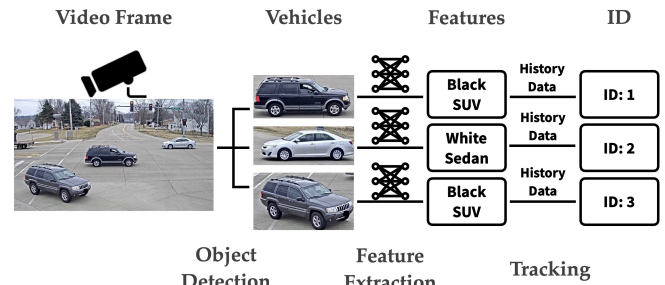 Video Frame
Vehicles
Features
ID
Black
SUV
History
Data
ID: 1
White
Sedan
History
Data
ID: 2
Black
SUV
History
Data
ID: 3
Object
Detection
Feature
Extraction
Tracking